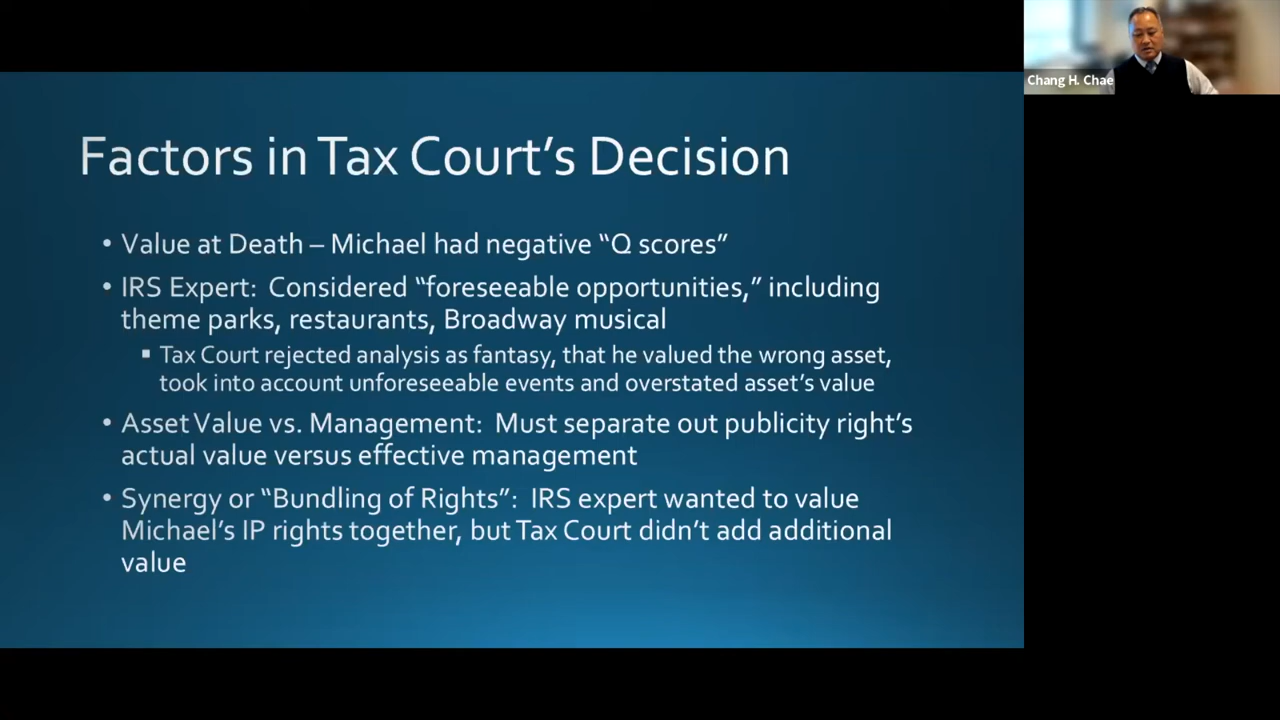 Chang H. Chae
Factors in Tax Court’s Decision
• Value at Death – Michael had negative “Q scores”
• IRS Expert: Considered “foreseeable opportunities,” including
theme parks, restaurants, Broadway musical
▪ Tax Court rejected analysis as fantasy, that he valued the wrong asset,
took into account unforeseeable events and overstated asset’s value
• Asset Value vs. Management: Must separate out publicity right’s
actual value versus effective management
• Synergy or “Bundling of Rights”: IRS expert wanted to value
Michael’s IP rights together, but Tax Court didn’t add additional
value